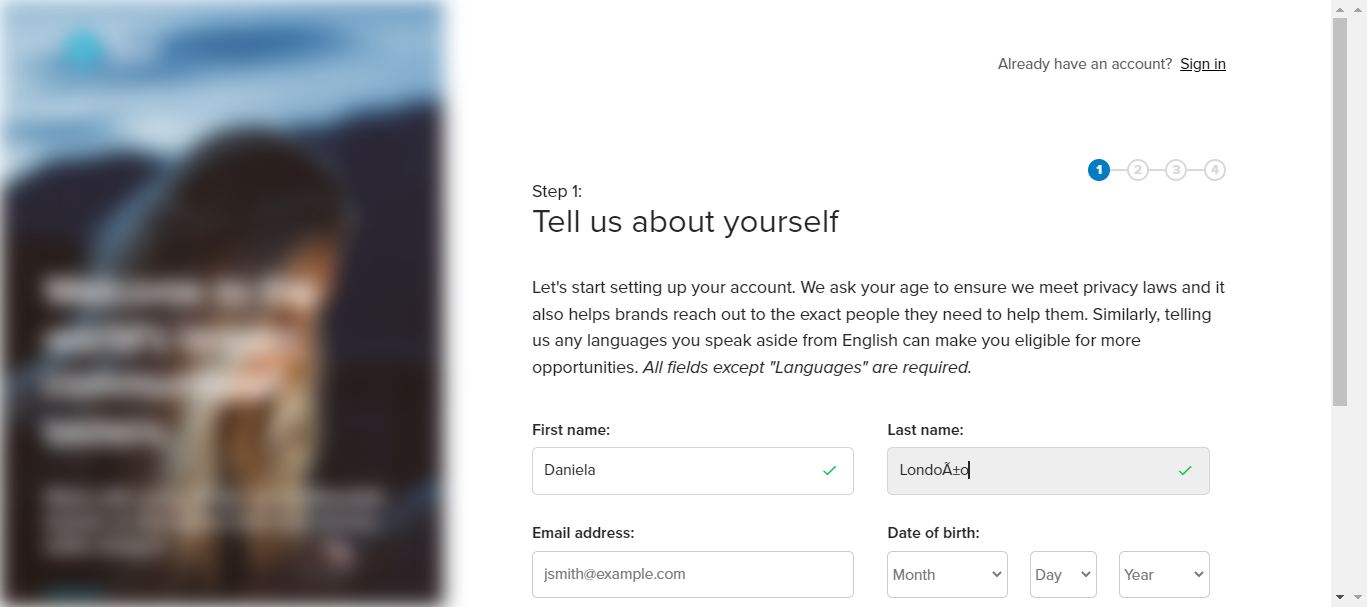 Already have an account? Sign in
1 2 3 4
Step 1:
Tell us about yourself
Let's start setting up your account. We ask your age to ensure we meet privacy laws and it
also helps brands reach out to the exact people they need to help them. Similarly, telling
us any languages you speak aside from English can make you eligible for more
opportunities. All fields except "Languages" are required.
First name: Last name:
Daniela LondoÃ±o
Email address: Date of birth:
jsmith@example.com Month Day Year